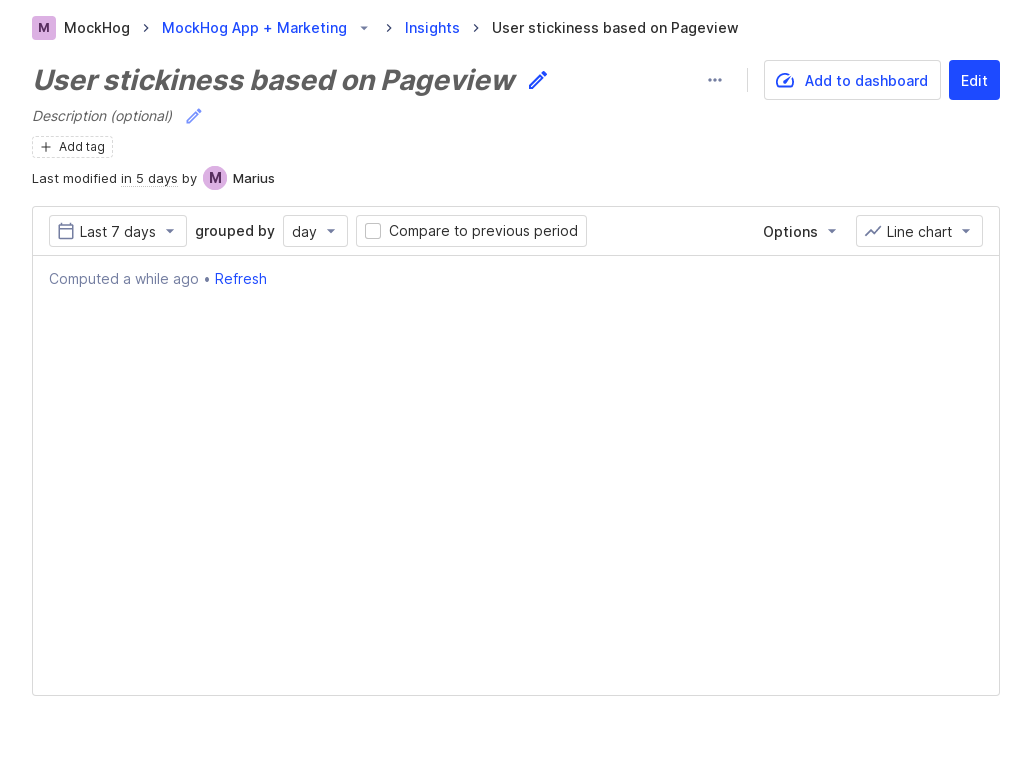 M MockHog MockHog App + Marketing Insights User stickiness based on Pageview
User stickiness based on Pageview
Add to dashboard
Edit
Description (optional)
Add tag
Last modified in 5 days by M Marius
Last 7 days grouped by day Compare to previous period Options Line chart
Computed a while ago • Refresh